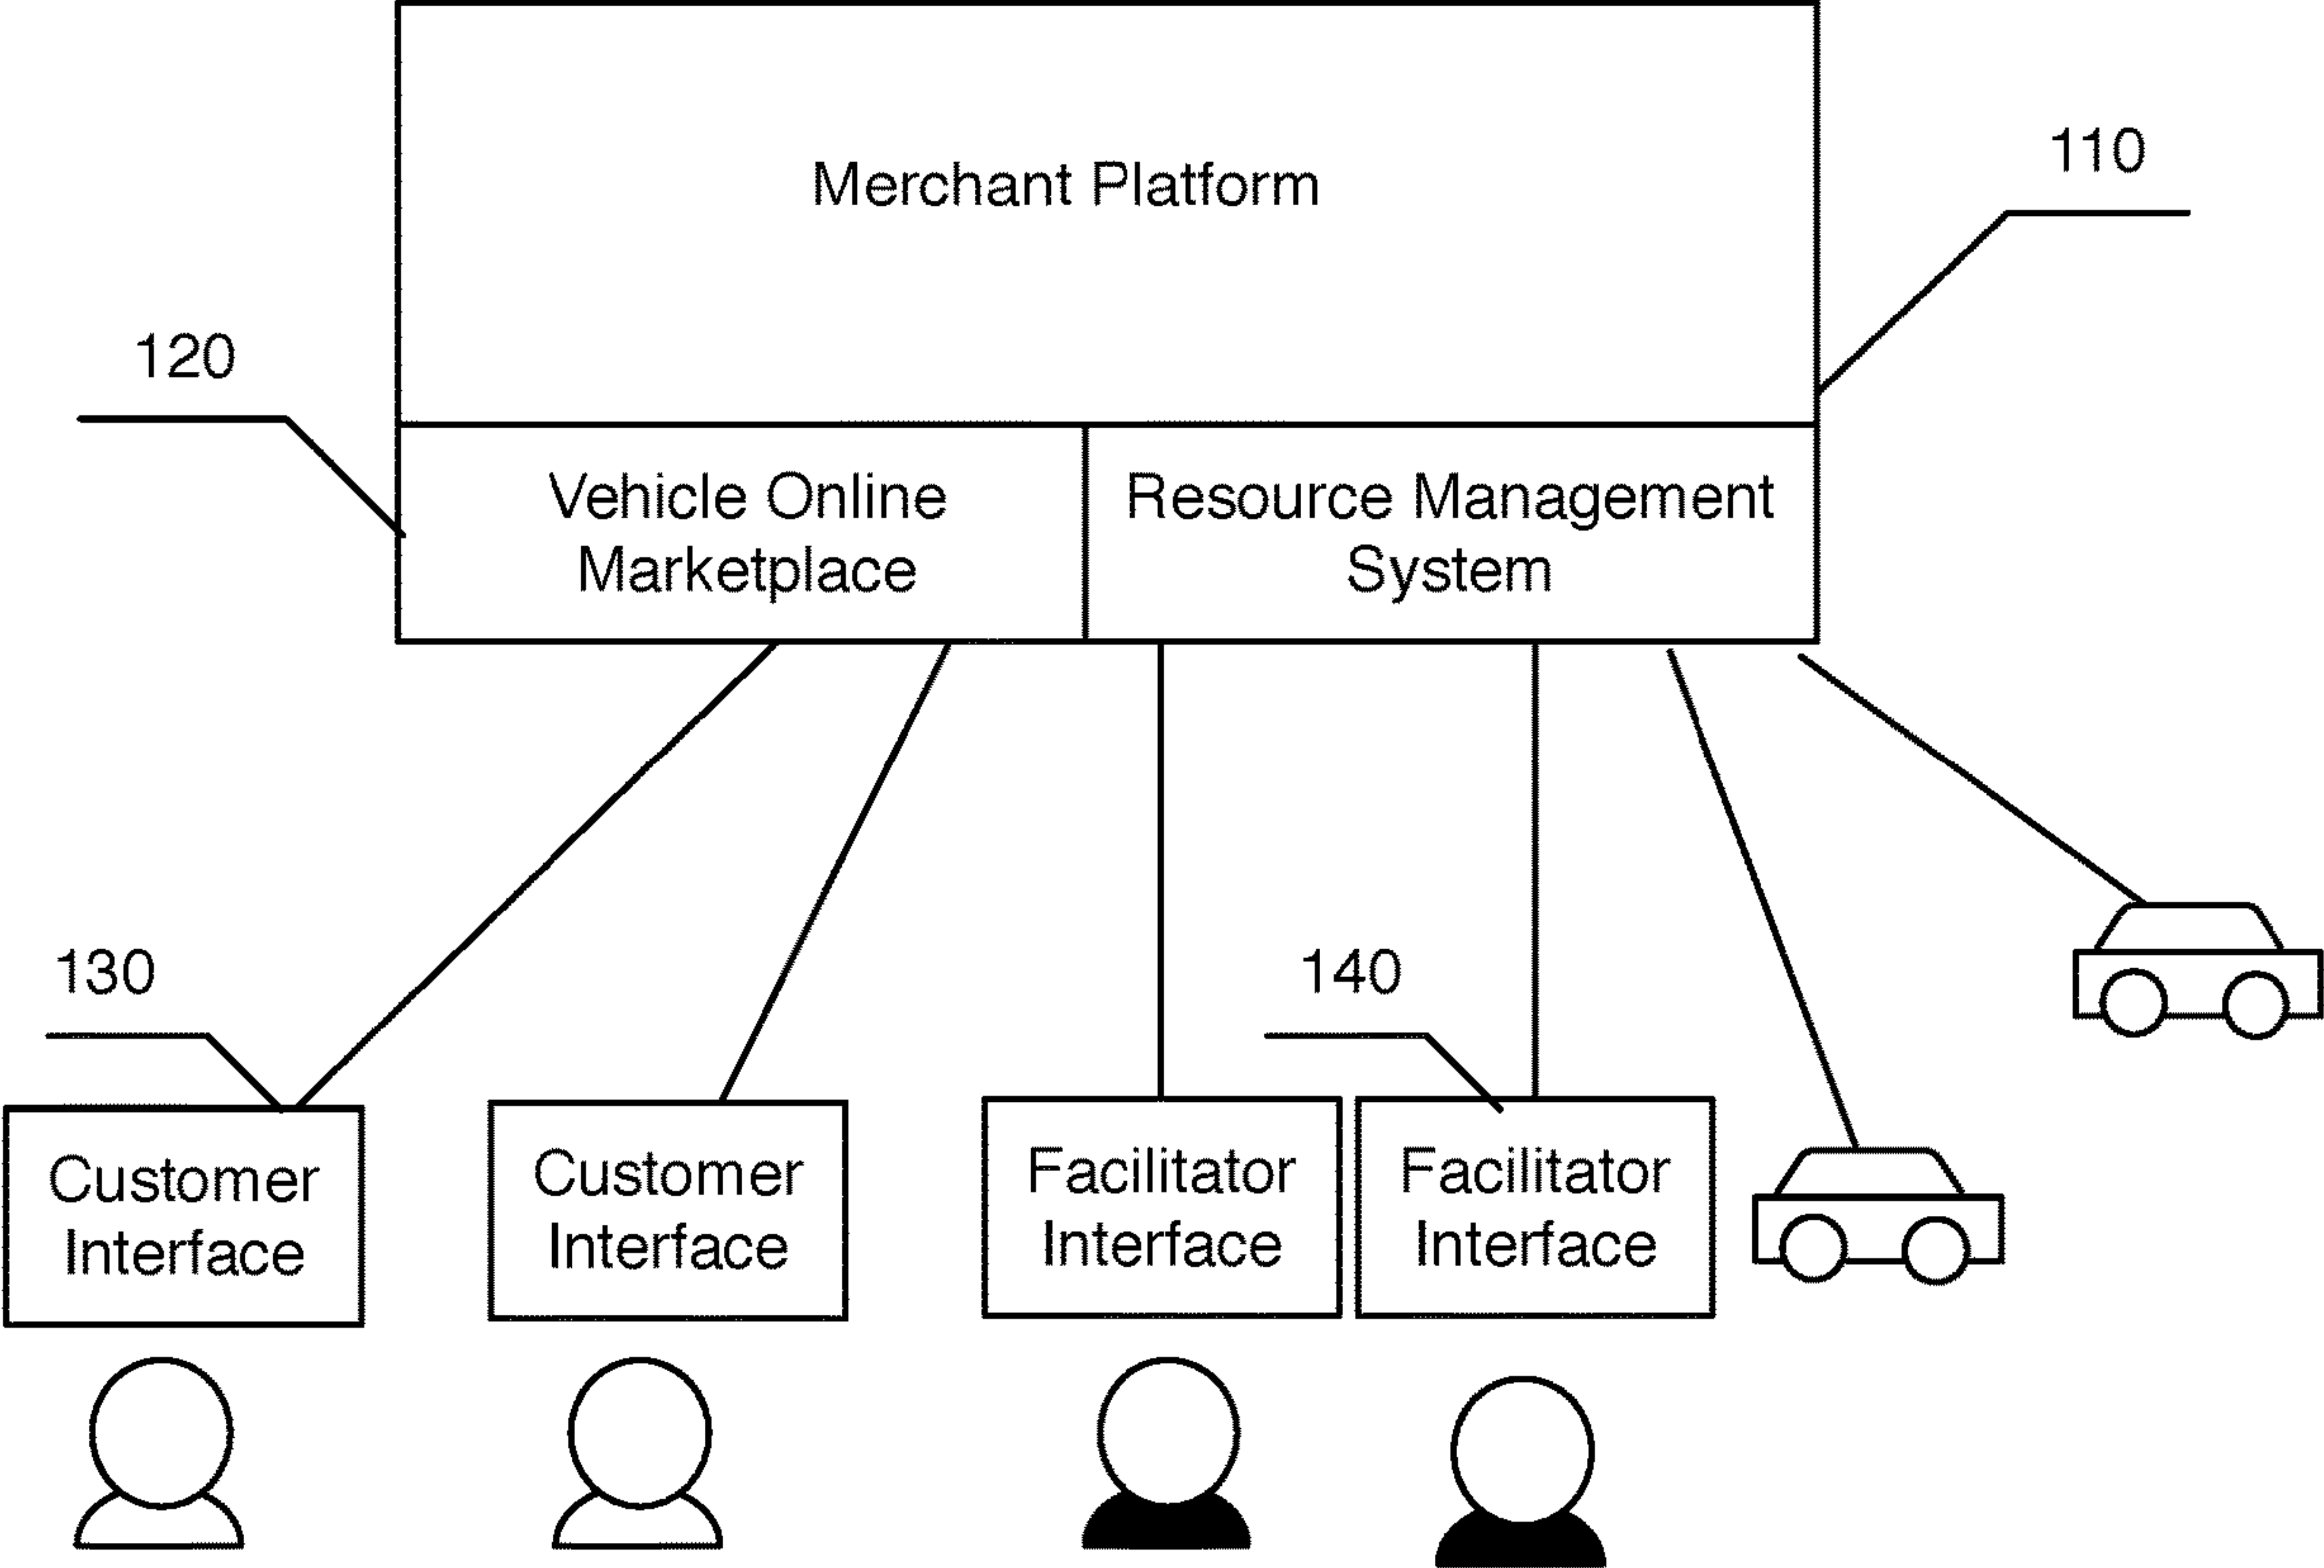 Merchant Platform
110
120
Vehicle Online
Marketplace
Resource Management
System
130
140
Customer
Interface
Customer
Interface
Facilitator
Interface
Facilitator
Interface